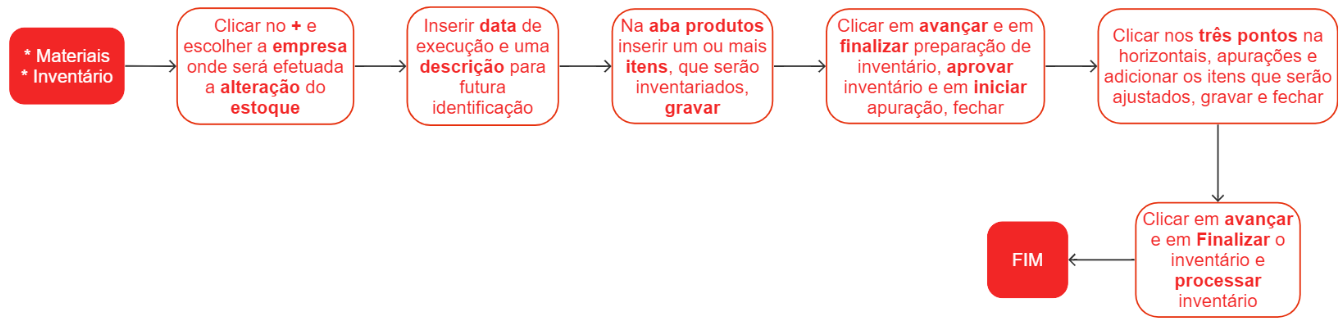 * Materiais
* Inventário
Clicar no + e
escolher a empresa
onde será efetuada
a alteração do
estoque
Inserir data de
execução e uma
descrição para
futura
identificação
Na aba produtos
inserir um ou mais
itens, que serão
inventariados,
gravar
Clicar em avançar e em
finalizar preparação de
inventário, aprovar
inventário e em iniciar
apuração, fechar
Clicar nos três pontos na
horizontais, apurações e
adicionar os itens que serão
ajustados, gravar e fechar
Clicar em avançar
e em Finalizar o
inventário e
processar
inventário
FIM